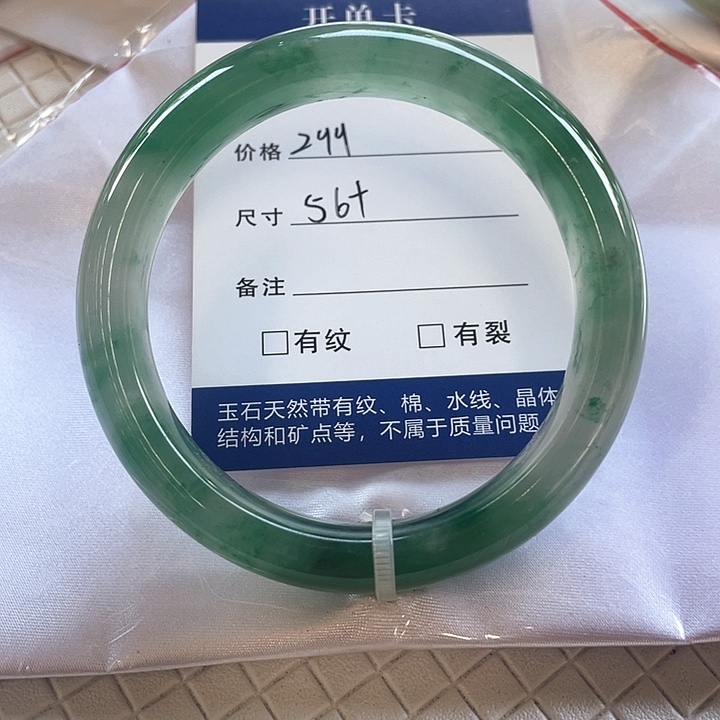 开单卡
价格 244
尺寸 56+
备注
□有纹 □有裂
玉石天然带有纹、棉、水线、晶体
结构和矿点等，不属于质量问题